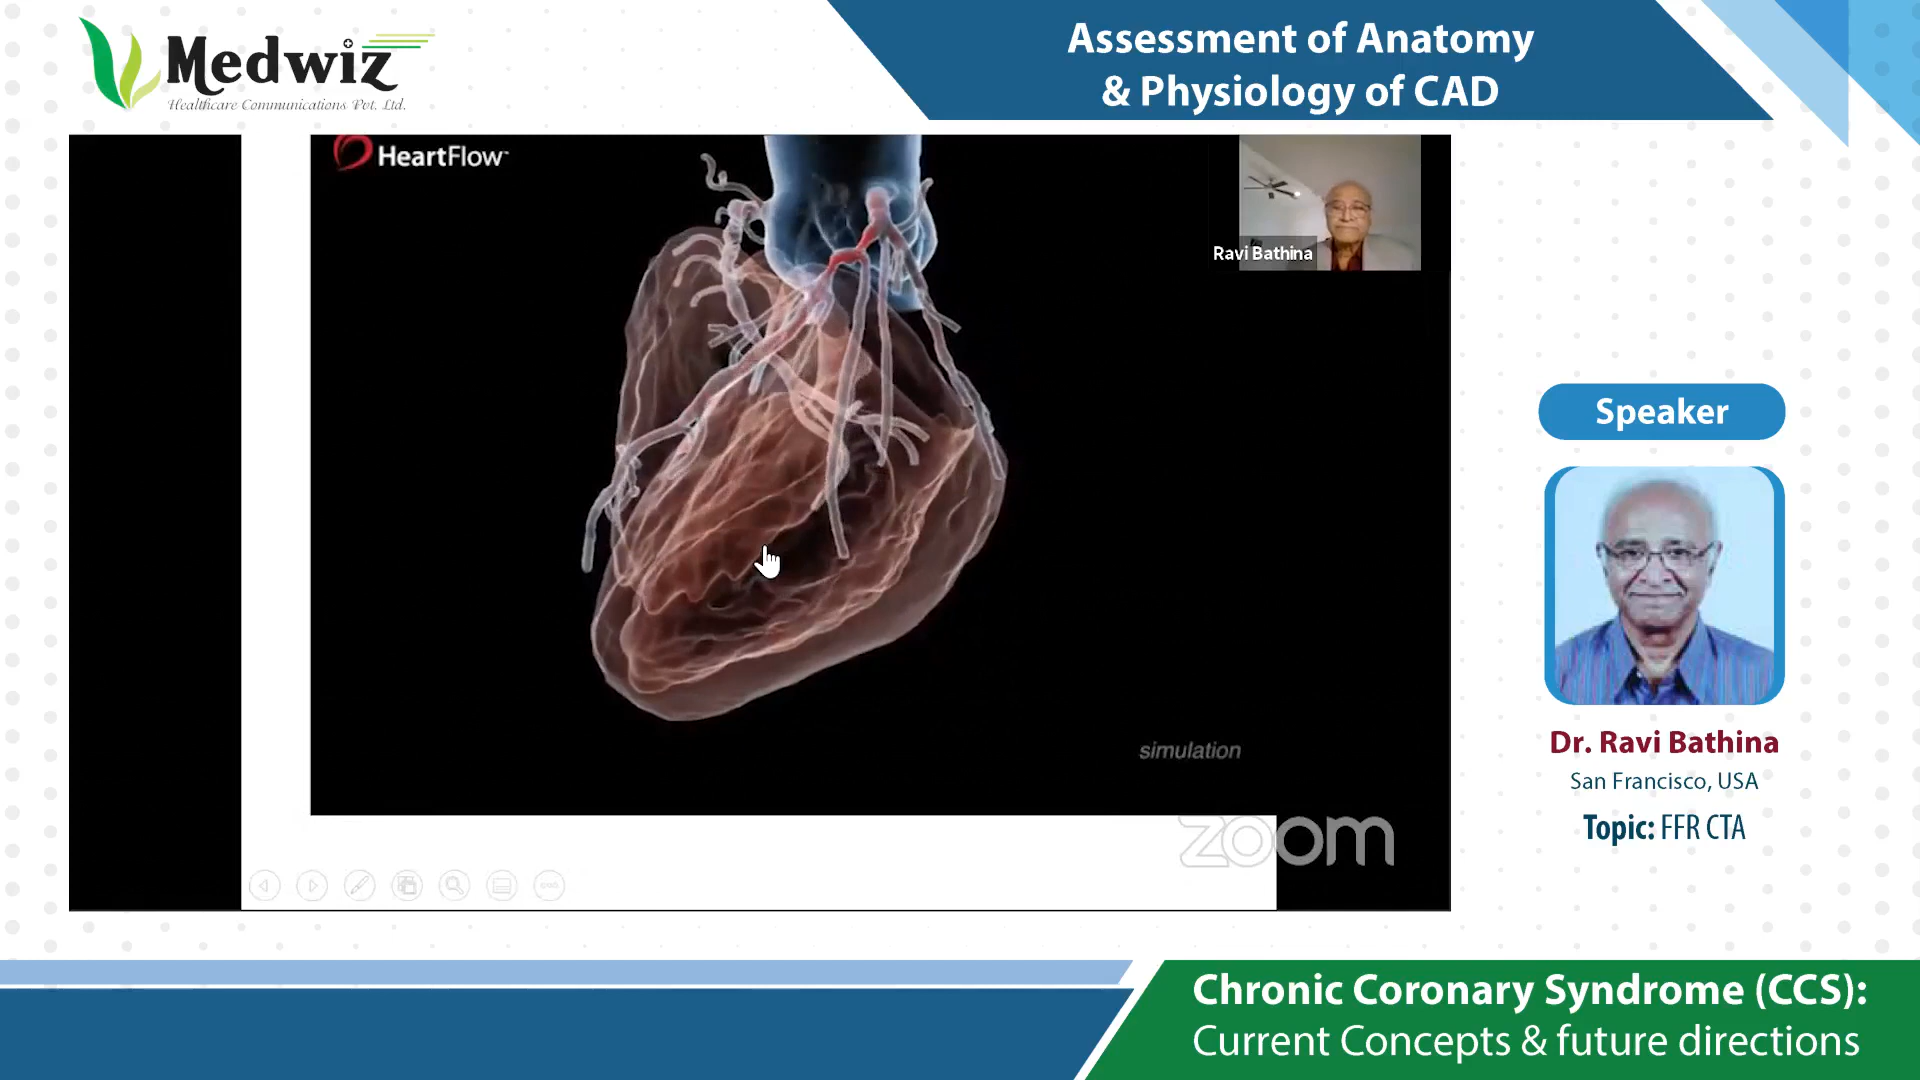 Medwiz
Healthcare Communications Pvt. Ltd.
Assessment of Anatomy
& Physiology of CAD
HeartFlow™
Ravi Bathina
simulation
zoom
Speaker
Dr. Ravi Bathina
San Francisco, USA
Topic: FFR CTA
Chronic Coronary Syndrome (CCS):
Current Concepts & future directions